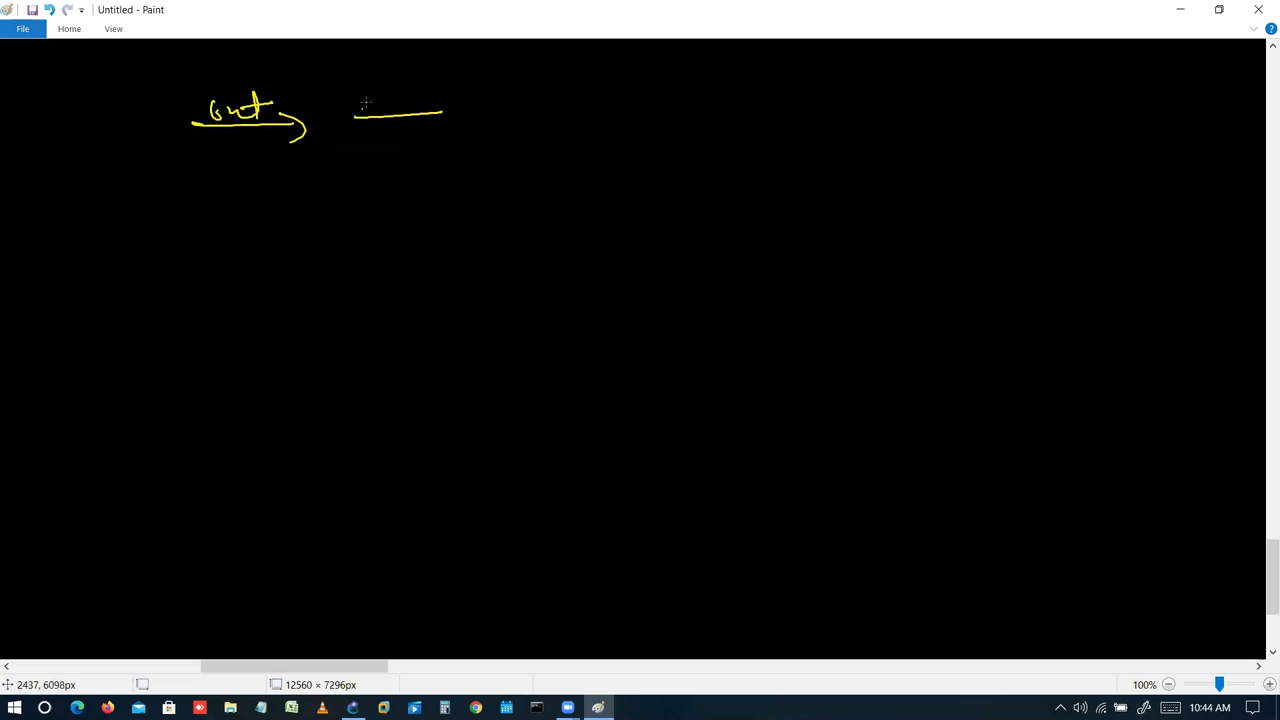 Untitled - Paint
File Home View
2437, 6098px 12560 × 7296px 100%
10:44 AM